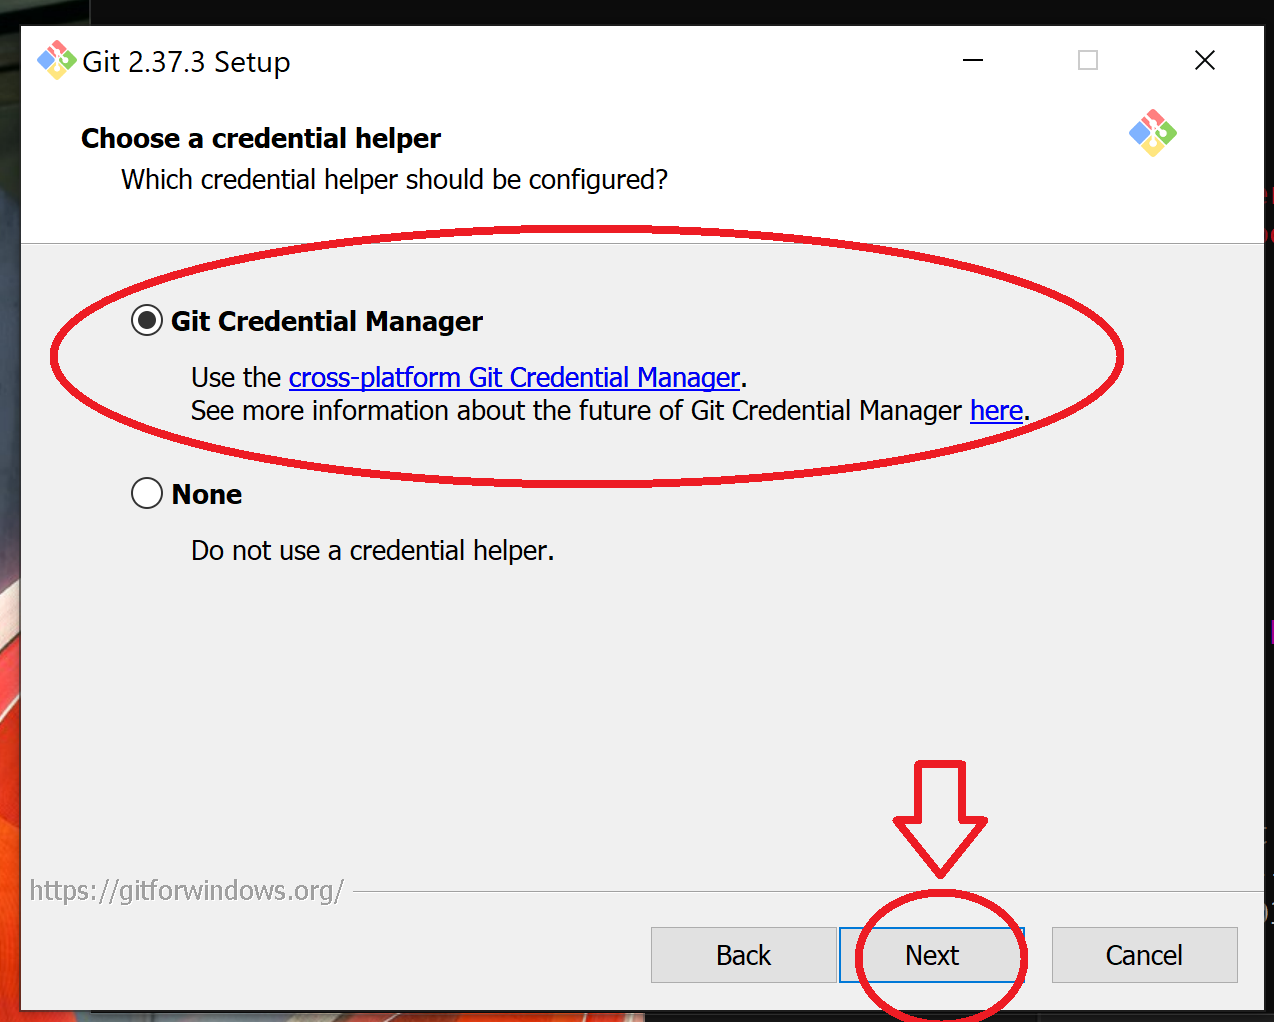 Git 2.37.3 Setup
Choose a credential helper
Which credential helper should be configured?
Git Credential Manager
Use the cross-platform Git Credential Manager.
See more information about the future of Git Credential Manager here.
None
Do not use a credential helper.
https://gitforwindows.org/
Back
Next
Cancel